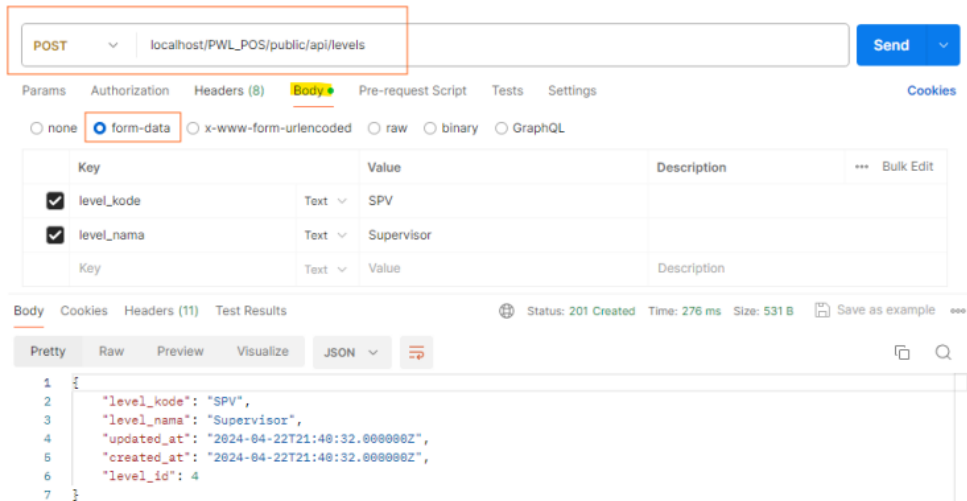 POST localhost/PWL_POS/public/api/levels Send
Params Authorization Headers (8) Body Pre-request Script Tests Settings Cookies
none form-data x-www-form-urlencoded raw binary GraphQL
Key Value Description ••• Bulk Edit
level_kode Text SPV
level_nama Text Supervisor
Key Text Value Description
Body Cookies Headers (11) Test Results Status: 201 Created Time: 276 ms Size: 531 B Save as example
Pretty Raw Preview Visualize JSON
1 {
2 "level_kode": "SPV",
3 "level_nama": "Supervisor",
4 "updated_at": "2024-04-22T21:40:32.000000Z",
5 "created_at": "2024-04-22T21:40:32.000000Z",
6 "level_id": 4
7 }